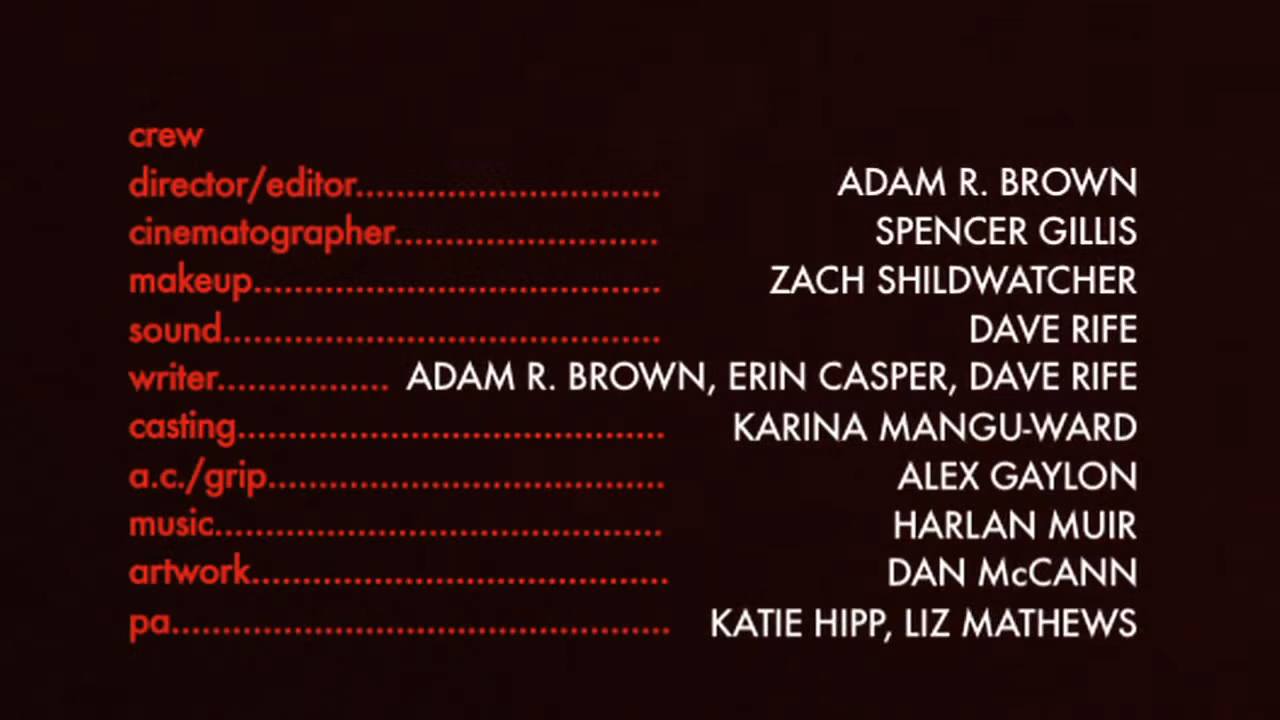 crew
director/editor.............................. ADAM R. BROWN
cinematographer.......................... SPENCER GILLIS
makeup........................................ ZACH SHILDWATCHER
sound........................................... DAVE RIFE
writer................. ADAM R. BROWN, ERIN CASPER, DAVE RIFE
casting.......................................... KARINA MANGU-WARD
a.c./grip....................................... ALEX GAYLON
music............................................ HARLAN MUIR
artwork......................................... DAN McCANN
pa................................................. KATIE HIPP, LIZ MATHEWS